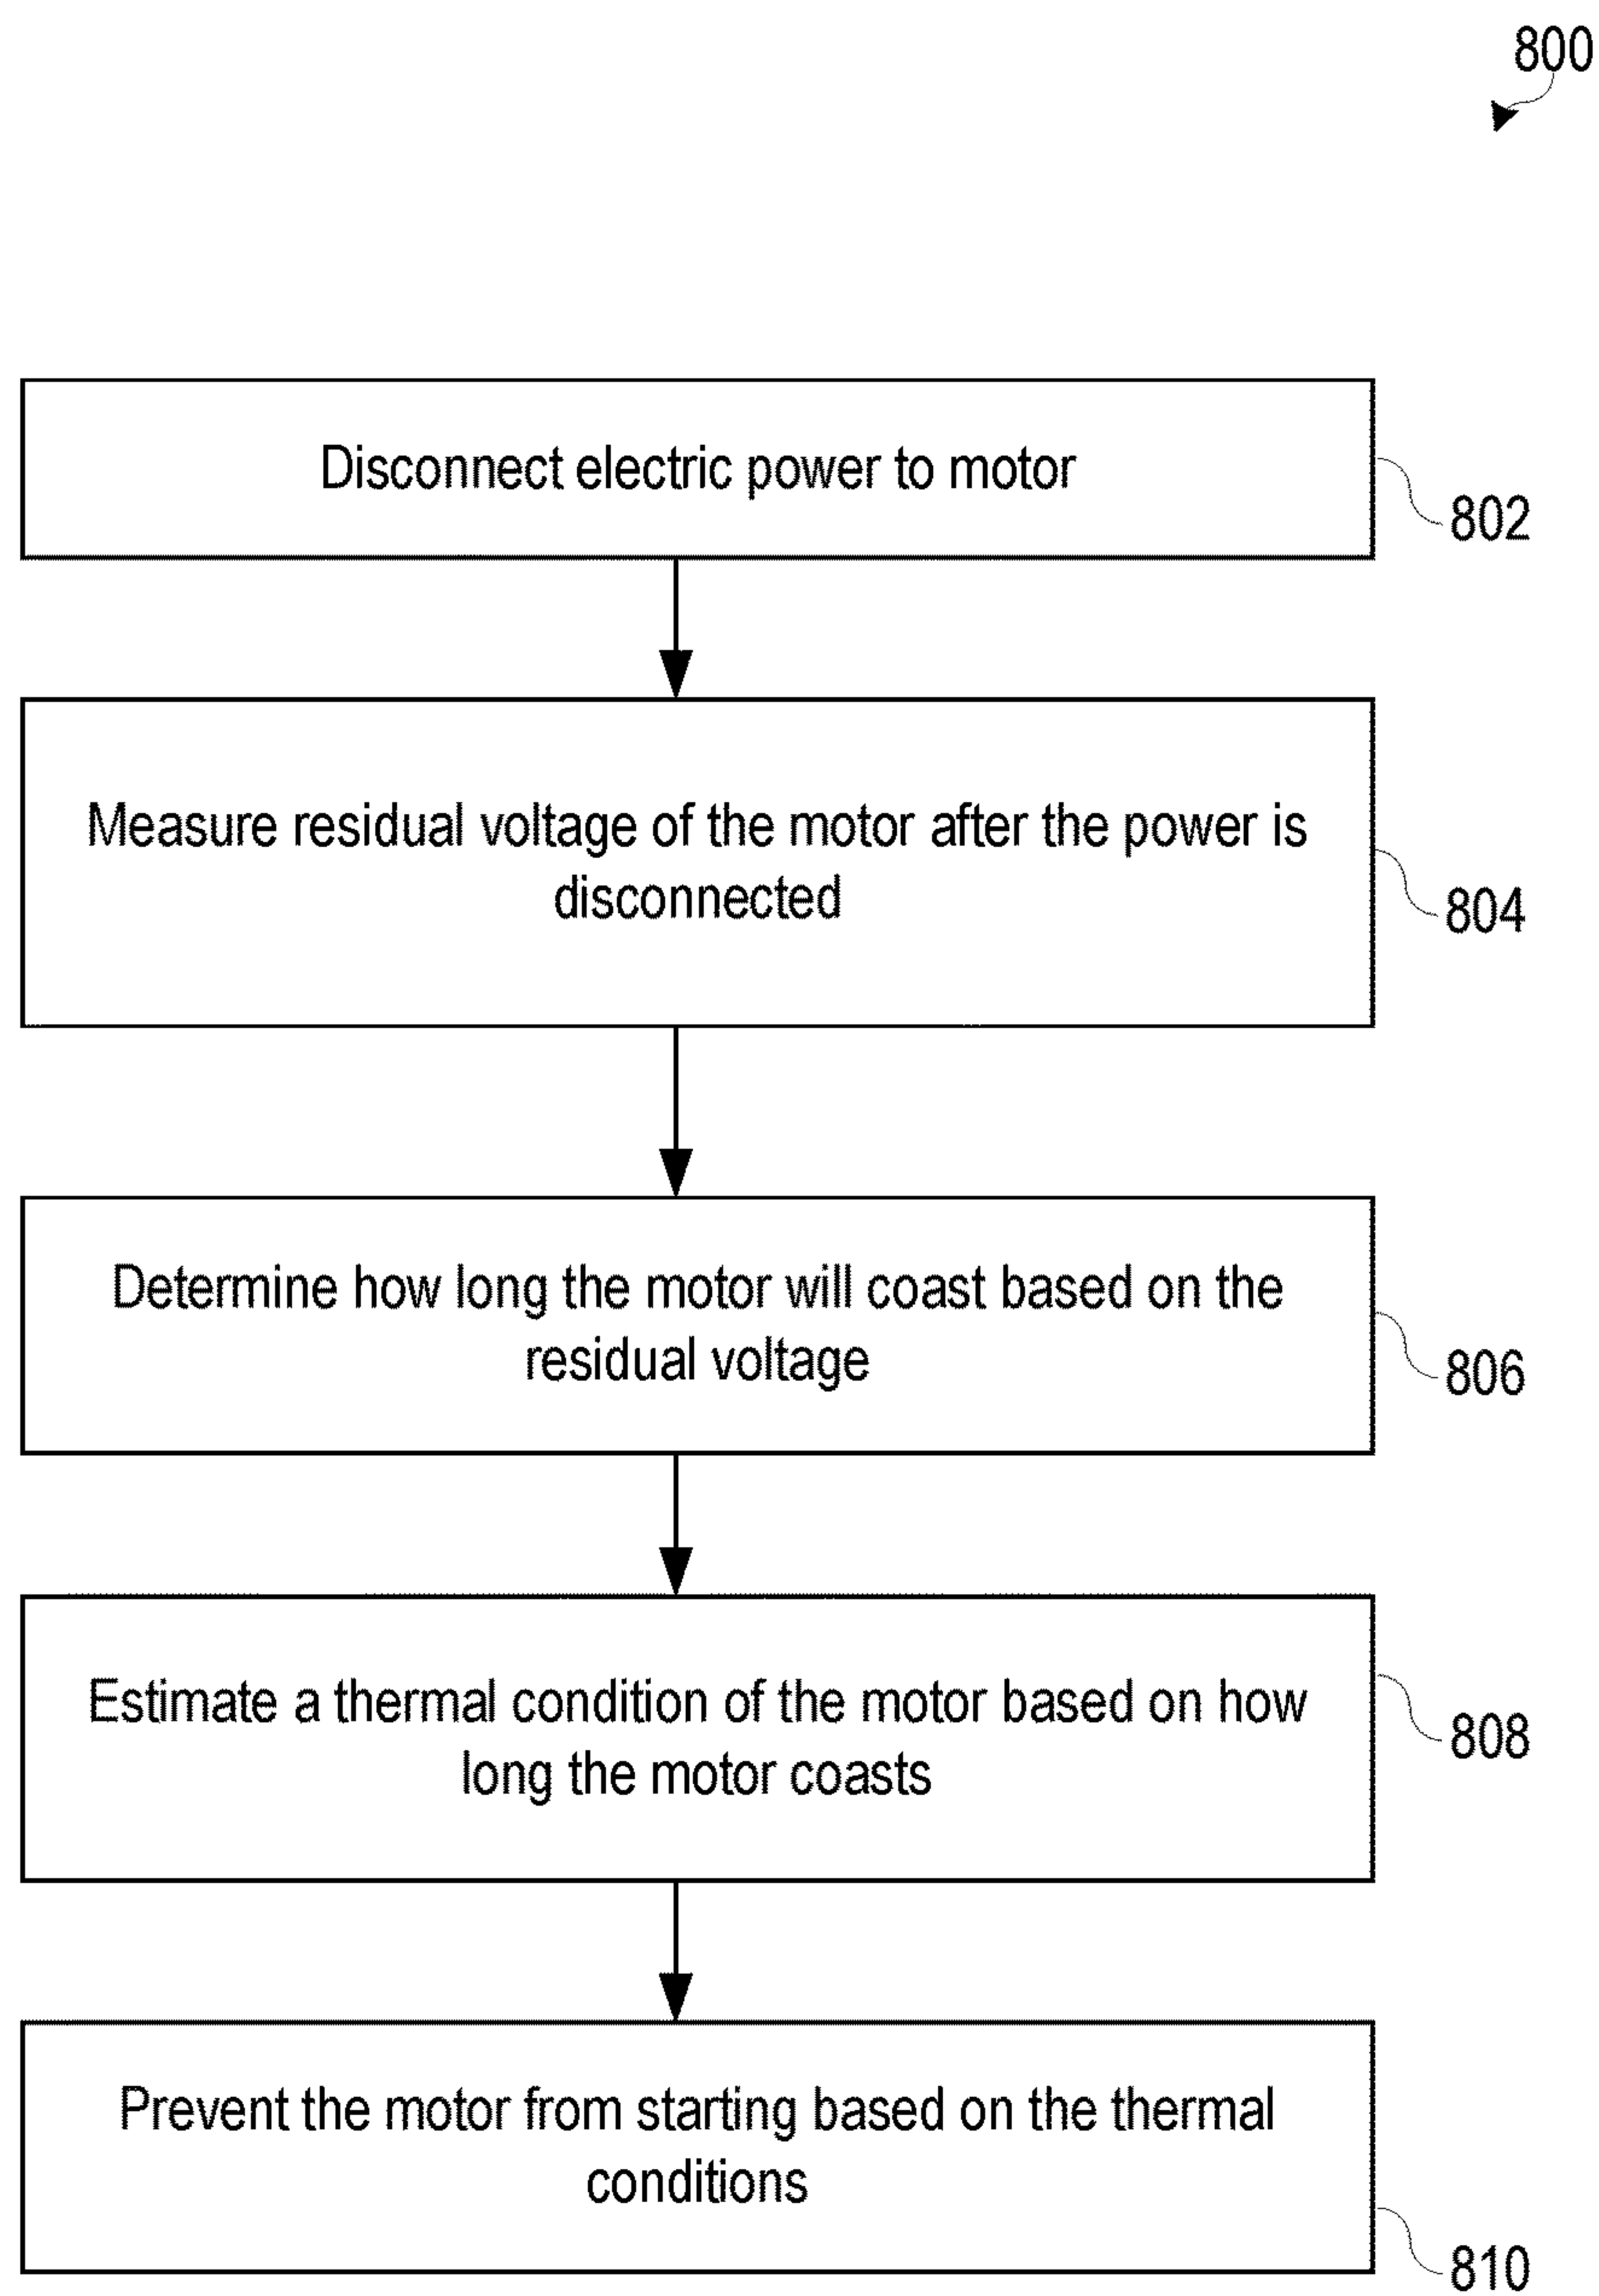 800
Disconnect electric power to motor
802
Measure residual voltage of the motor after the power is
disconnected
804
Determine how long the motor will coast based on the
residual voltage
806
Estimate a thermal condition of the motor based on how
long the motor coasts
808
Prevent the motor from starting based on the thermal
conditions
810